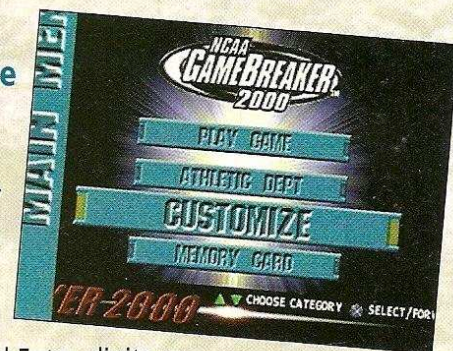 e
MAIN ME
NCAA
GAMEBREAKER
2000
PLAY GAME
ATHLETIC DEPT
CUSTOMIZE
MEMORY CARD
ER 2000
▲ ▼ CHOOSE CATEGORY ⊗ SELECT/FOR